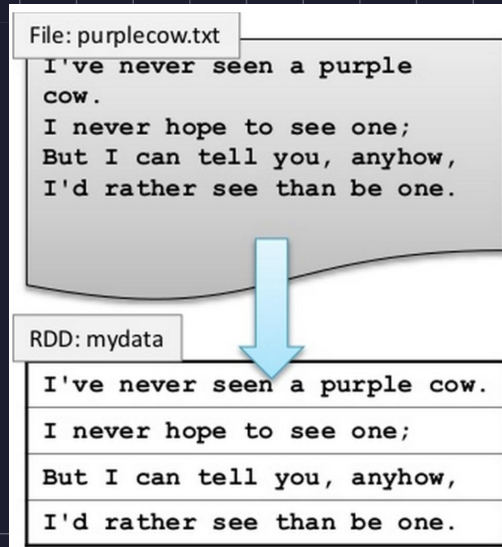 File: purplecow.txt
I've never seen a purple
cow.
I never hope to see one;
But I can tell you, anyhow,
I'd rather see than be one.
RDD: mydata
I've never seen a purple cow.
I never hope to see one;
But I can tell you, anyhow,
I'd rather see than be one.